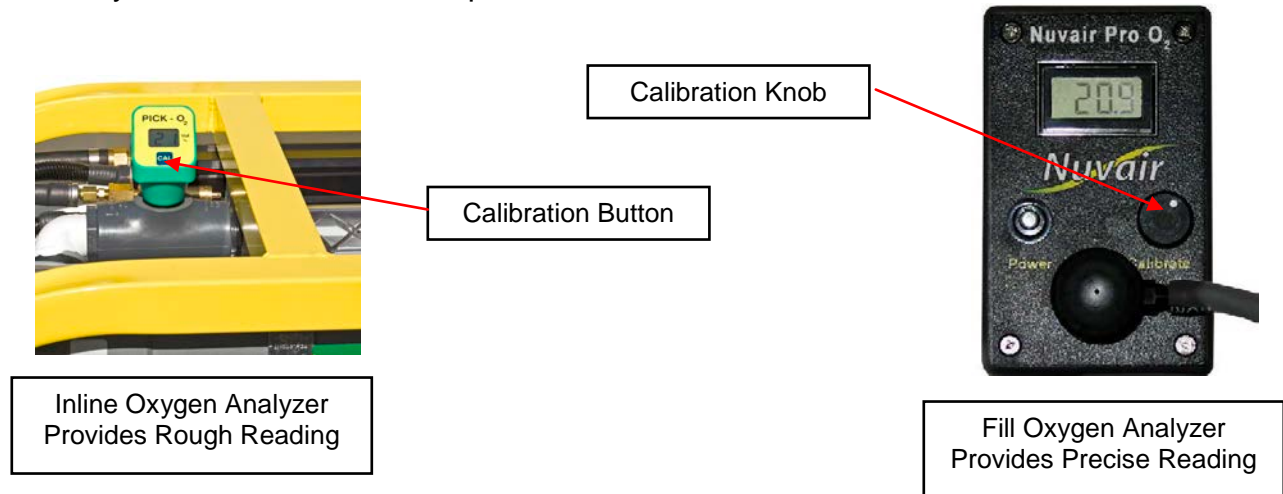 Nuvair Pro O₂
20.9
Calibration Knob
PICK - O₂
21
CAL
Nuvair
Calibration Button
Power
Calibrate
Inline Oxygen Analyzer
Provides Rough Reading
Fill Oxygen Analyzer
Provides Precise Reading